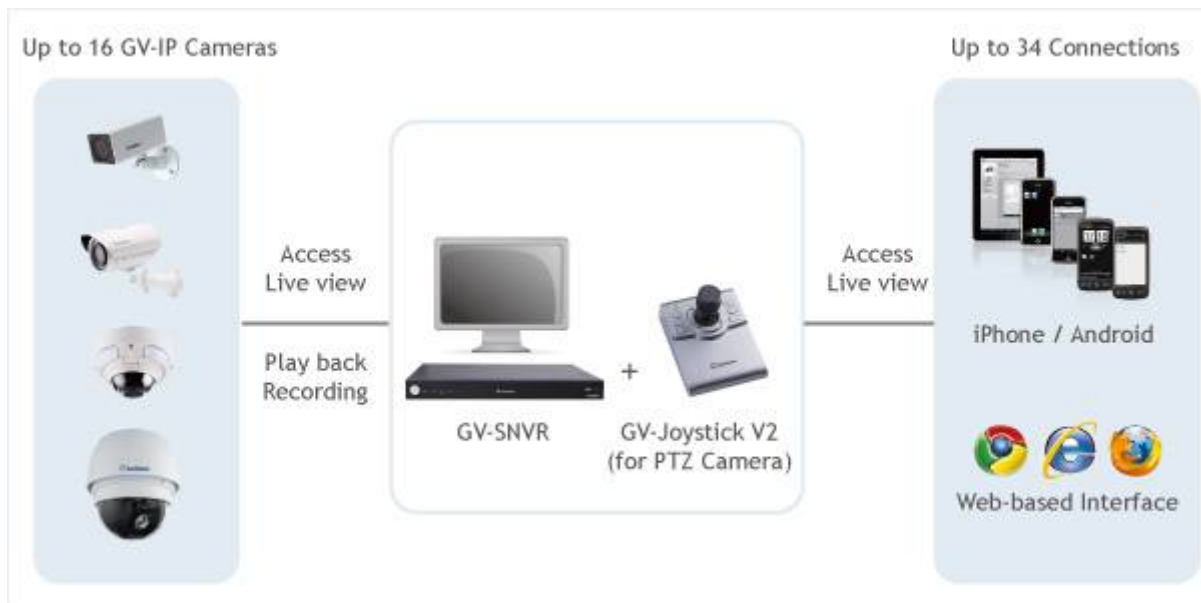 Up to 16 GV-IP Cameras
Up to 34 Connections
Access
Live view
Play back
Recording
GV-SNVR
+
GV-Joystick V2
(for PTZ Camera)
Access
Live view
iPhone / Android
Web-based Interface